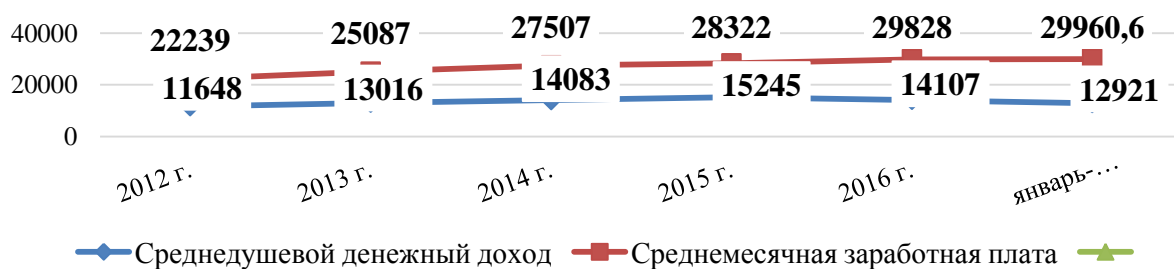 40000
22239 25087 27507 28322 29828 29960,6
20000
11648 13016 14083 15245 14107 12921
0
2012 г. 2013 г. 2014 г. 2015 г. 2016 г. январь-...
Среднедушевой денежный доход Среднемесячная заработная плата